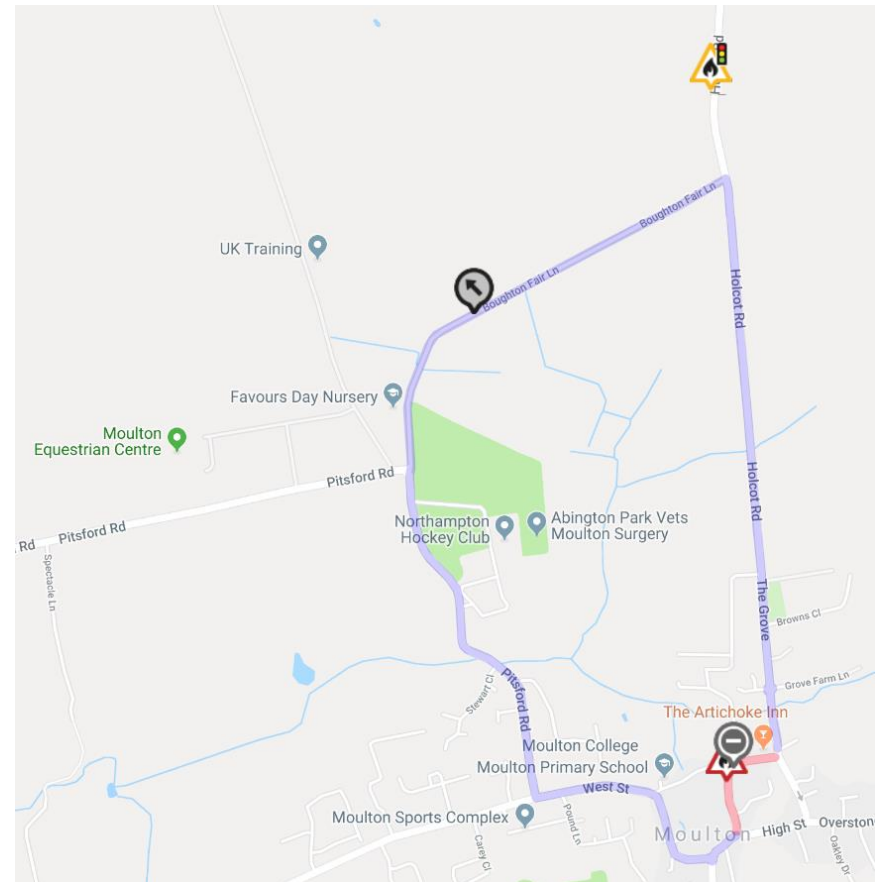 Boughton Fair Ln
UK Training
Holcot Rd
Boughton Fair Ln
Favours Day Nursery
Moulton
Equestrian Centre
Pitsford Rd
Holcot Rd
Northampton
Hockey Club
Abington Park Vets
Moulton Surgery
Rd
Pitsford Rd
Spectacle Ln
The Grove
Browns Cl
Pitsford Rd
Stewart Cl
Grove Farm Ln
The Artichoke Inn
Moulton College
Moulton Primary School
West St
Moulton Sports Complex
Pound Ln
Carey Cl
Moulton
High St
Overston
Oakley Dr